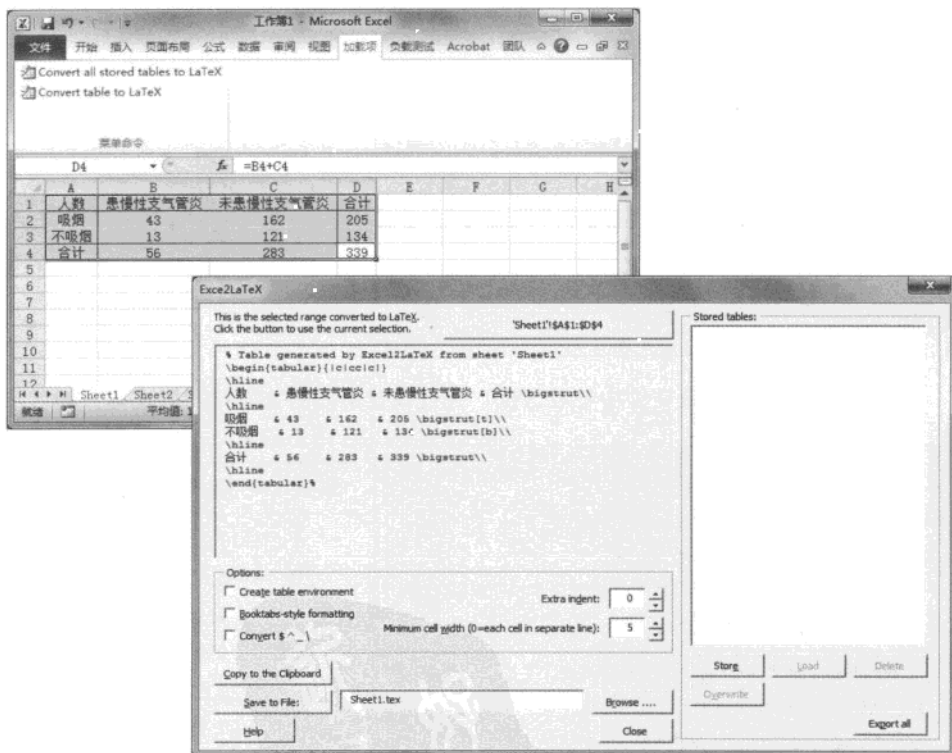 工作簿1 - Microsoft Excel
文件 开始 插入 页面布局 公式 数据 审阅 视图 加载项 负载测试 Acrobat 团队
Convert all stored tables to LaTeX
Convert table to LaTeX
菜单命令
D4 fx =B4+C4
A B C D E F G H
1 人数 患慢性支气管炎 未患慢性支气管炎 合计
2 吸烟 43 162 205
3 不吸烟 13 121 134
4 合计 56 283 339
5
6
7
8
9
10
11
12
Sheet1 Sheet2
就绪 平均值: 1
Exce2LaTeX
This is the selected range converted to LaTeX.
Click the button to use the current selection.
'Sheet1'!$A$1:$D$4
Stored tables:
% Table generated by Excel2LaTeX from sheet 'Sheet1'
\begin{tabular}{|c|cc|c|}
\hline
人数 & 患慢性支气管炎 & 未患慢性支气管炎 & 合计 \bigstrut\\
\hline
吸烟 & 43 & 162 & 205 \bigstrut[t]\\
不吸烟 & 13 & 121 & 134 \bigstrut[b]\\
\hline
合计 & 56 & 283 & 339 \bigstrut\\
\hline
\end{tabular}%
Options:
Create table environment
Booktabs-style formatting
Convert $ ^ _ \
Extra indent: 0
Minimum cell width (0=each cell in separate line): 5
Copy to the Clipboard
Save to File: Sheet1.tex Browse ....
Help Close
Store Load Delete
Overwrite
Export all